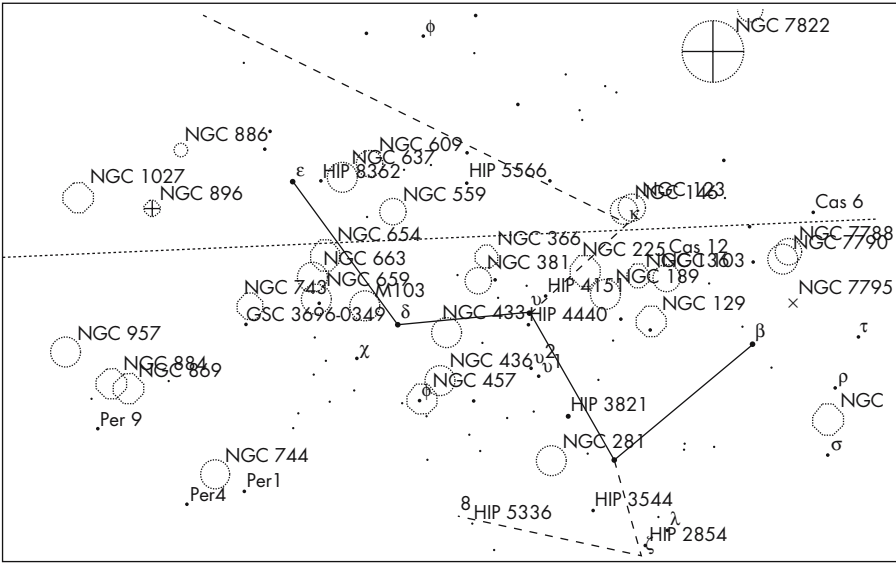 φ
NGC 7822
NGC 886
NGC 609
NGC 637
ε
HIP 8362
HIP 5566
NGC 1027
NGC 896
NGC 559
NGC 123
NGC 146
κ
Cas 6
NGC 654
NGC 366
NGC 225
Cas 12
NGC 7788
NGC 7790
NGC 663
NGC 381
NGC 103
NGC 659
NGC 189
HIP 4151
NGC 743
M103
NGC 7795
GSC 3696-0349
δ
NGC 433
υ
HIP 4440
NGC 129
β
τ
NGC 957
χ
NGC 884
NGC 869
NGC 436
υ2
υ1
φ
NGC 457
ρ
NGC
HIP 3821
Per 9
NGC 281
σ
NGC 744
Per1
Per4
8
HIP 5336
HIP 3544
λ
HIP 2854
ζ